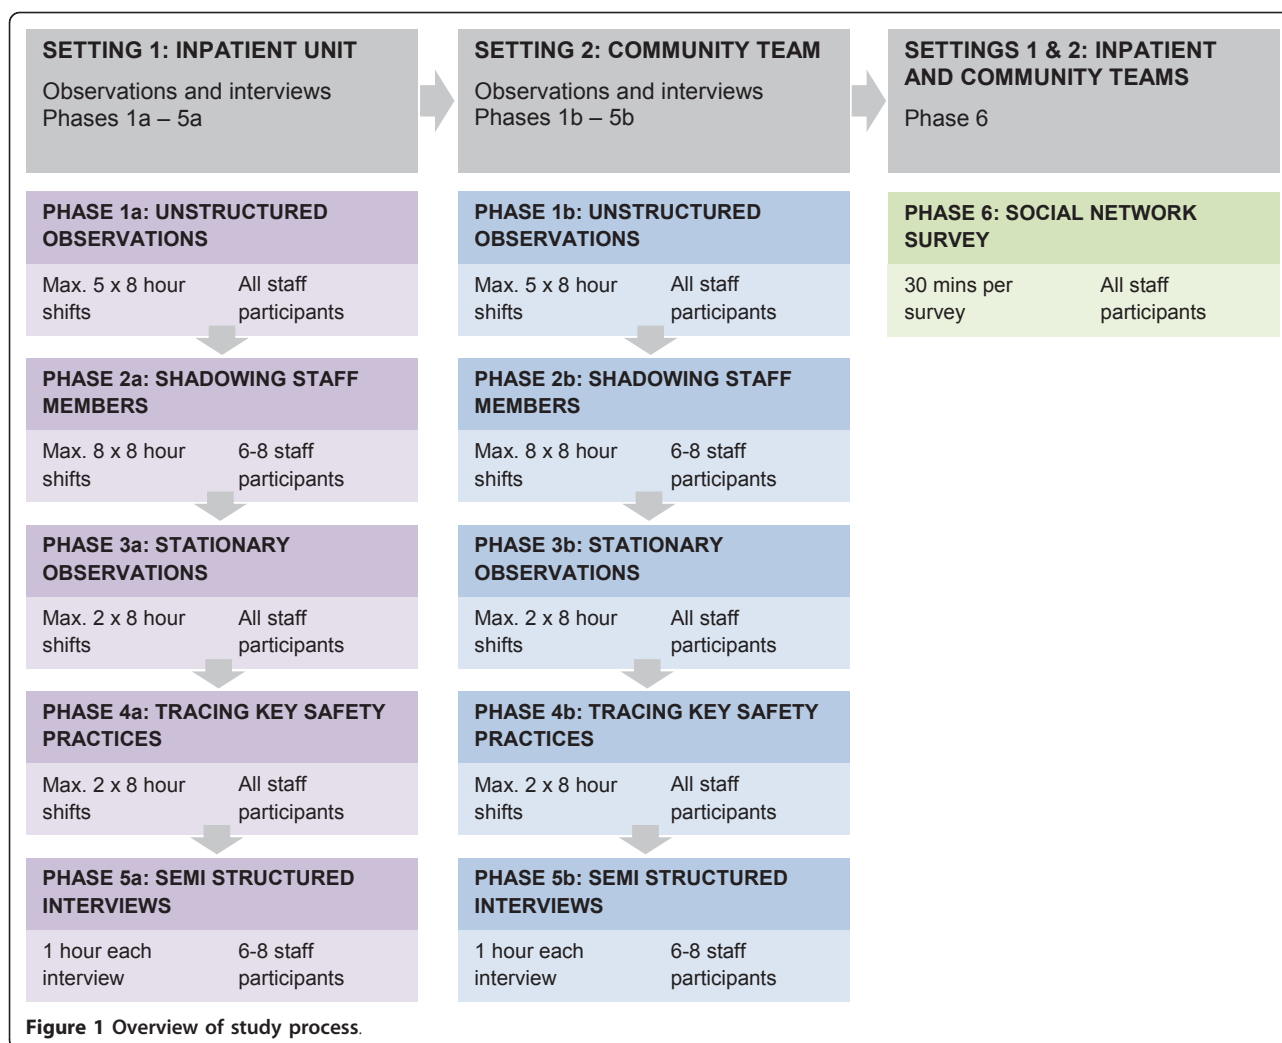 SETTING 1: INPATIENT UNIT
Observations and interviews
Phases 1a – 5a
SETTING 2: COMMUNITY TEAM
Observations and interviews
Phases 1b – 5b
SETTINGS 1 & 2: INPATIENT
AND COMMUNITY TEAMS
Phase 6
PHASE 1a: UNSTRUCTURED
OBSERVATIONS
Max. 5 x 8 hour
shifts
All staff
participants
PHASE 2a: SHADOWING STAFF
MEMBERS
Max. 8 x 8 hour
shifts
6-8 staff
participants
PHASE 3a: STATIONARY
OBSERVATIONS
Max. 2 x 8 hour
shifts
All staff
participants
PHASE 4a: TRACING KEY SAFETY
PRACTICES
Max. 2 x 8 hour
shifts
All staff
participants
PHASE 5a: SEMI STRUCTURED
INTERVIEWS
1 hour each
interview
6-8 staff
participants
PHASE 1b: UNSTRUCTURED
OBSERVATIONS
Max. 5 x 8 hour
shifts
All staff
participants
PHASE 2b: SHADOWING STAFF
MEMBERS
Max. 8 x 8 hour
shifts
6-8 staff
participants
PHASE 3b: STATIONARY
OBSERVATIONS
Max. 2 x 8 hour
shifts
All staff
participants
PHASE 4b: TRACING KEY SAFETY
PRACTICES
Max. 2 x 8 hour
shifts
All staff
participants
PHASE 5b: SEMI STRUCTURED
INTERVIEWS
1 hour each
interview
6-8 staff
participants
PHASE 6: SOCIAL NETWORK
SURVEY
30 mins per
survey
All staff
participants
Figure 1 Overview of study process.